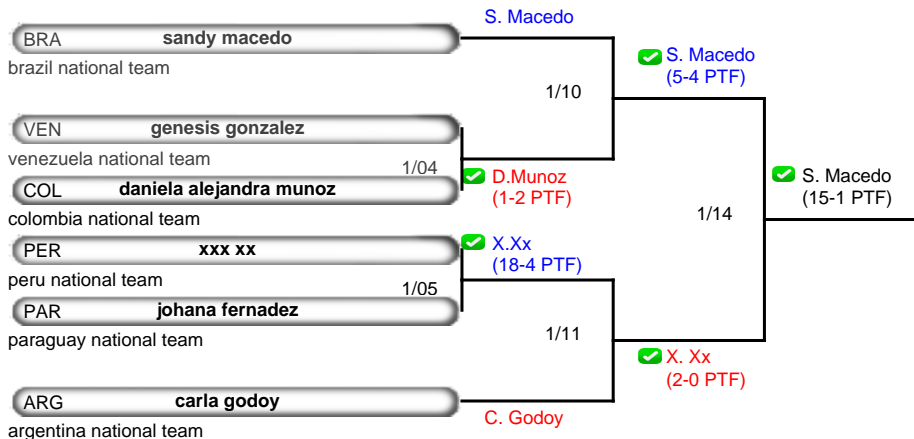 S. Macedo
BRA sandy macedo
brazil national team
S. Macedo
(5-4 PTF)
1/10
VEN genesis gonzalez
venezuela national team
1/04
COL daniela alejandra munoz
colombia national team
D.Munoz
(1-2 PTF)
S. Macedo
(15-1 PTF)
1/14
PER xxx xx
peru national team
X.Xx
(18-4 PTF)
1/05
PAR johana fernadez
paraguay national team
1/11
X. Xx
(2-0 PTF)
ARG carla godoy
argentina national team
C. Godoy